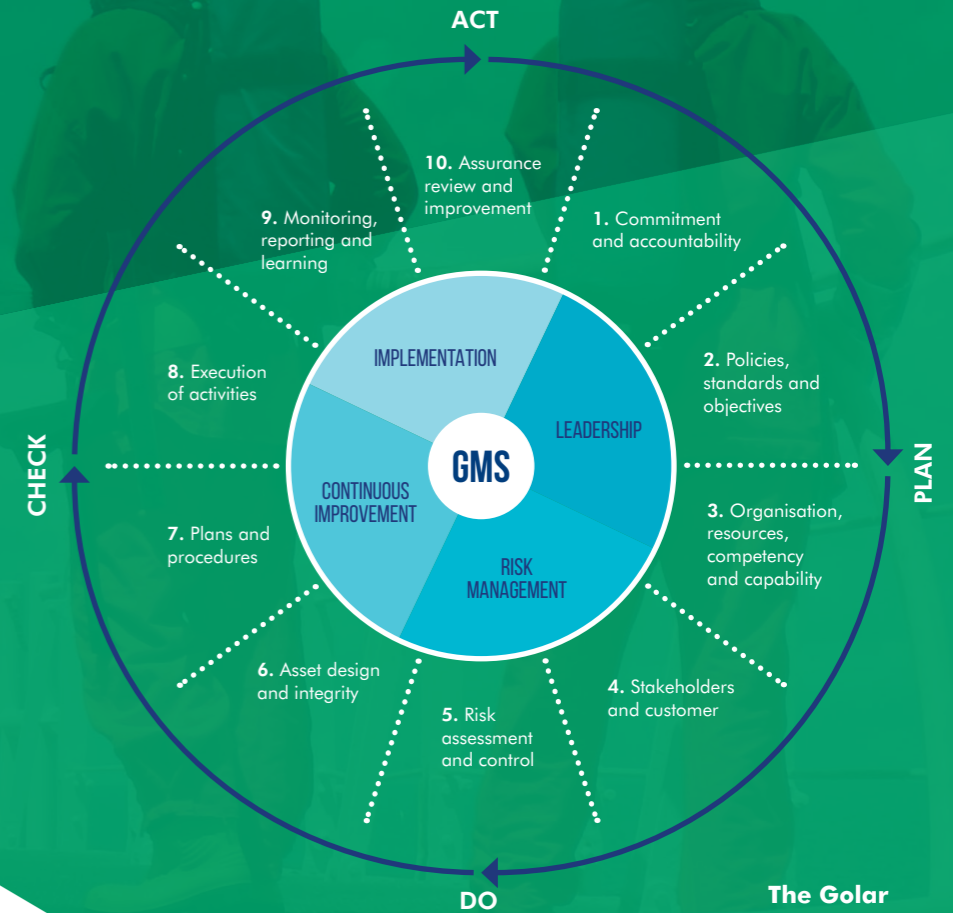 ACT
10. Assurance
review and
improvement
9. Monitoring,
reporting and
learning
1. Commitment
and accountability
IMPLEMENTATION
8. Execution
of activities
2. Policies,
standards and
objectives
LEADERSHIP
GMS
CHECK
PLAN
CONTINUOUS
IMPROVEMENT
7. Plans and
procedures
3. Organisation,
resources,
competency
and capability
RISK
MANAGEMENT
6. Asset design
and integrity
4. Stakeholders
and customer
5. Risk
assessment
and control
DO
The Golar